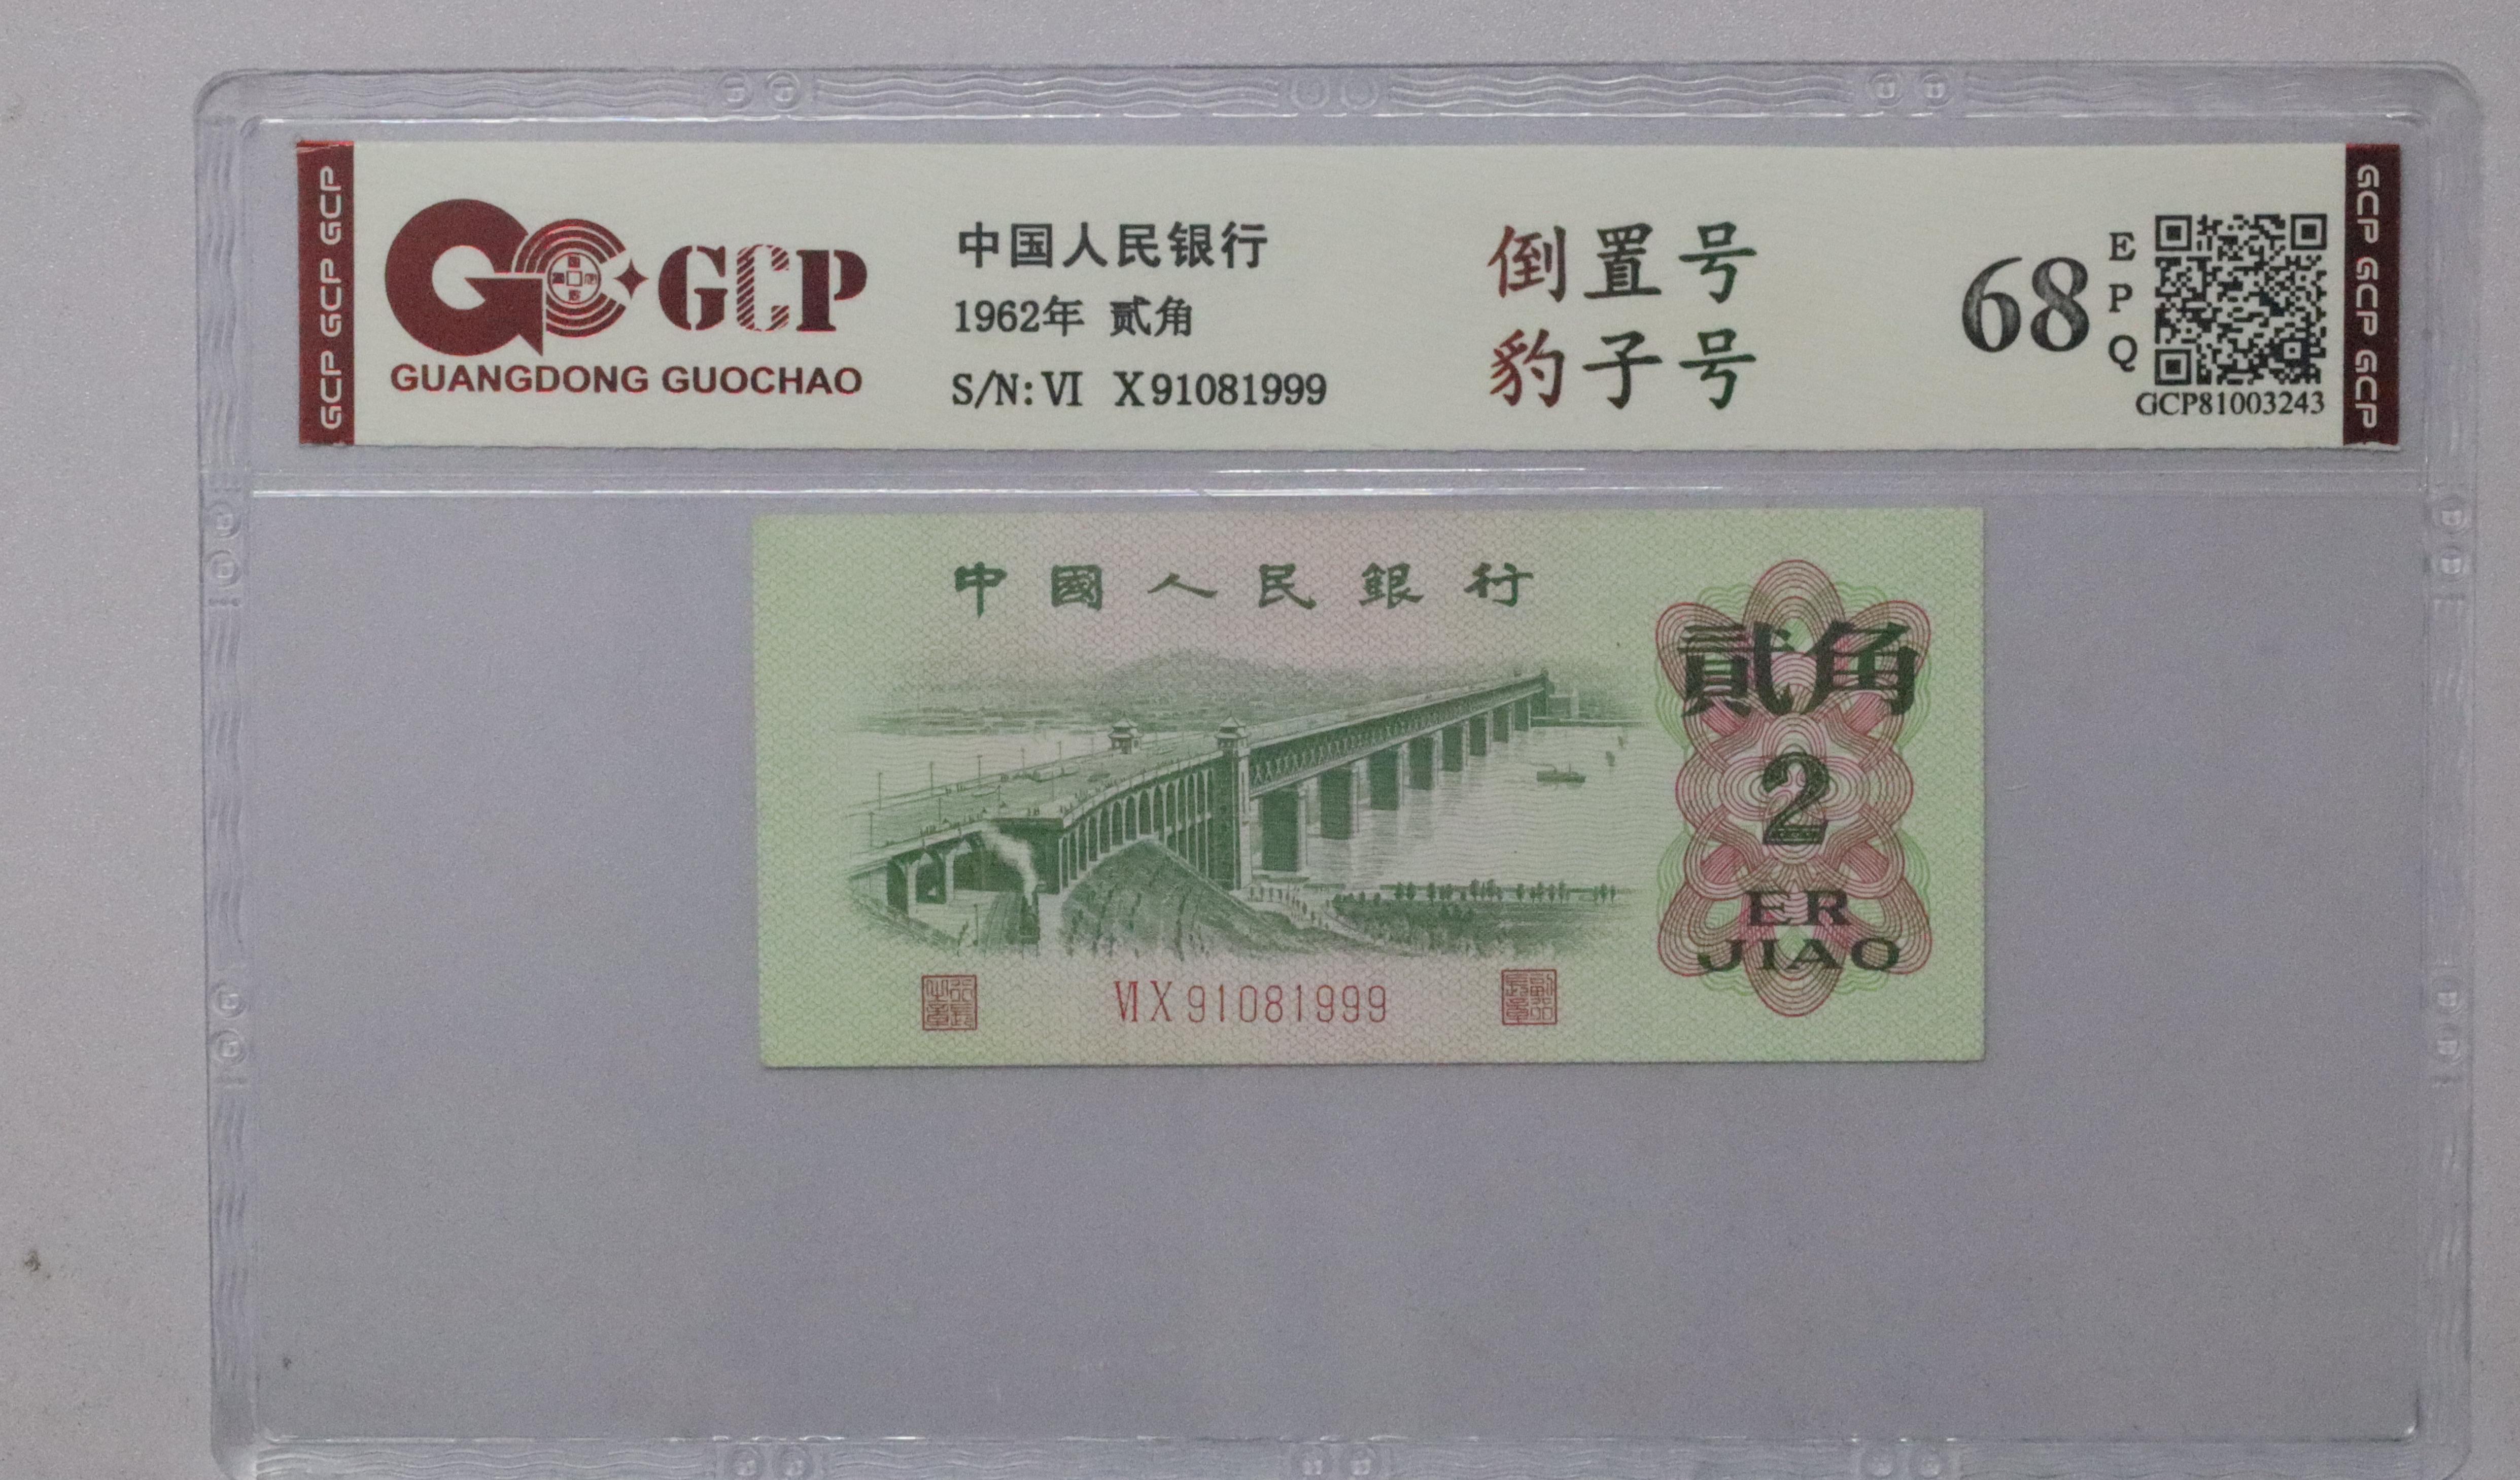 GCP GCP GCP
GCP
GUANGDONG GUOCHAO
中国人民银行
1962年 贰角
S/N: VI X91081999
倒置号
豹子号
68
EPQ
GCP81003243
GCP GCP GCP
中國人民銀行
貳角
2
ER
JIAO
VI X 91081999